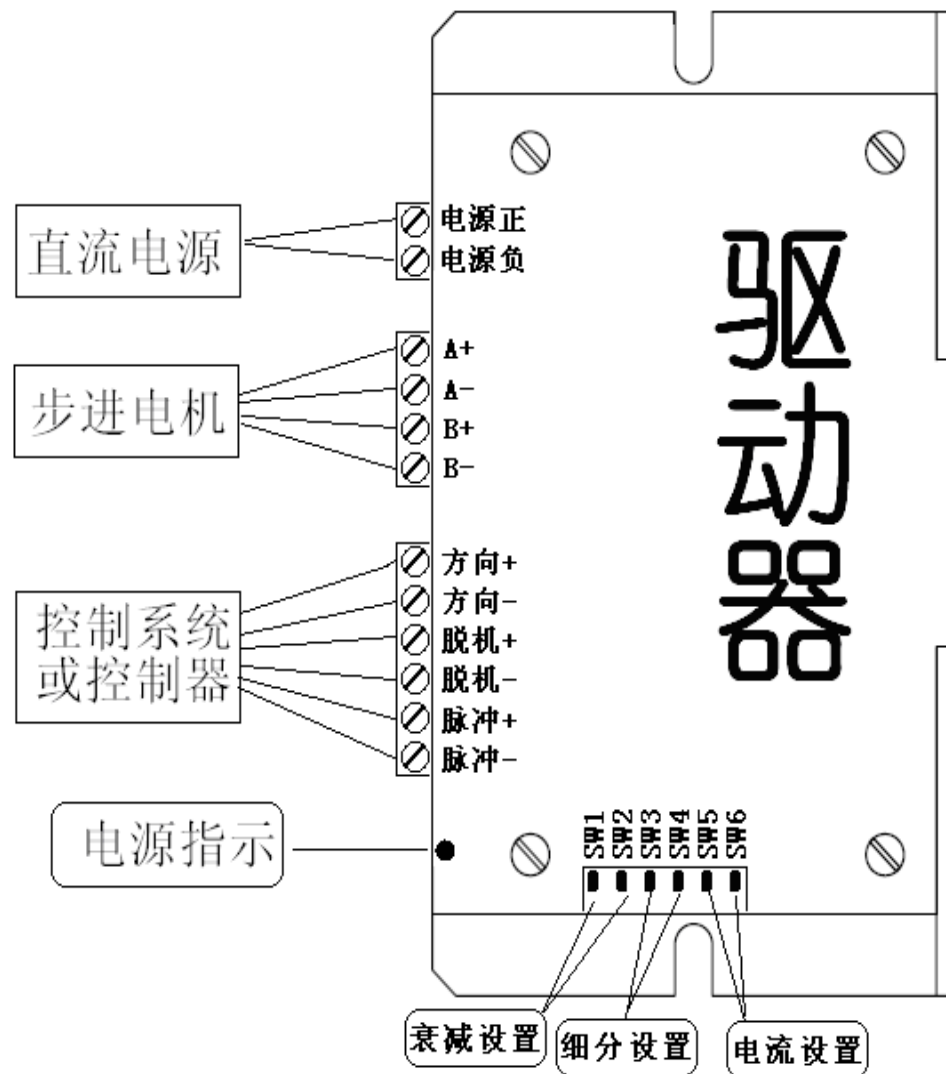 直流电源
电源正
电源负
步进电机
A+
A-
B+
B-
控制系统
或控制器
方向+
方向-
脱机+
脱机-
脉冲+
脉冲-
驱动器
电源指示
SW1
SW2
SW3
SW4
SW5
SW6
衰减设置
细分设置
电流设置